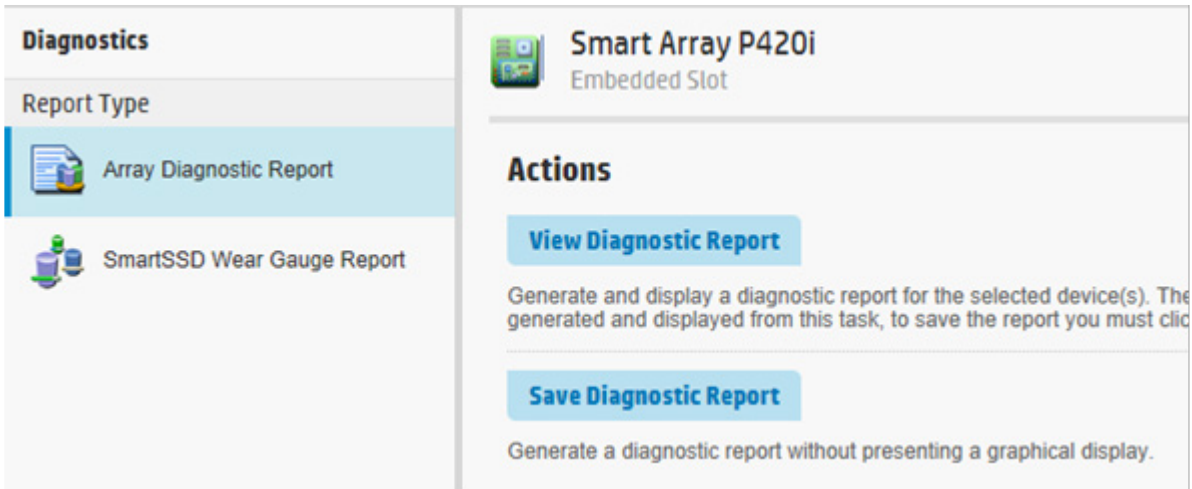 Diagnostics
Report Type
Array Diagnostic Report
SmartSSD Wear Gauge Report
Smart Array P420i
Embedded Slot
Actions
View Diagnostic Report
Generate and display a diagnostic report for the selected device(s). The
generated and displayed from this task, to save the report you must clic
Save Diagnostic Report
Generate a diagnostic report without presenting a graphical display.